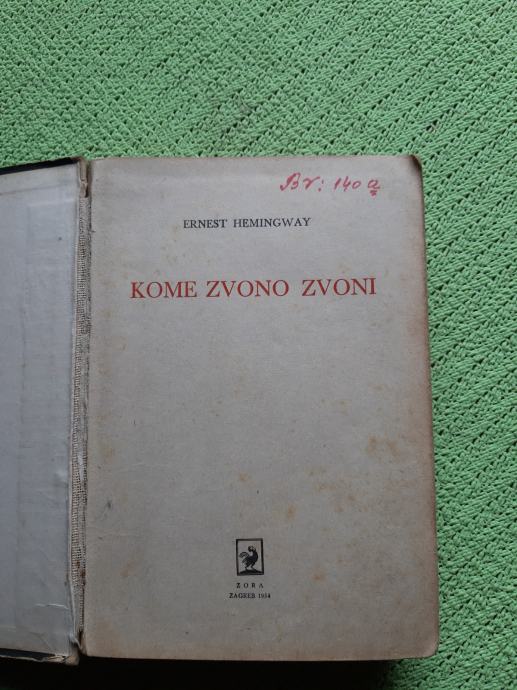 Br: 140 a
ERNEST HEMINGWAY
KOME ZVONO ZVONI
ZORA
ZAGREB 1954